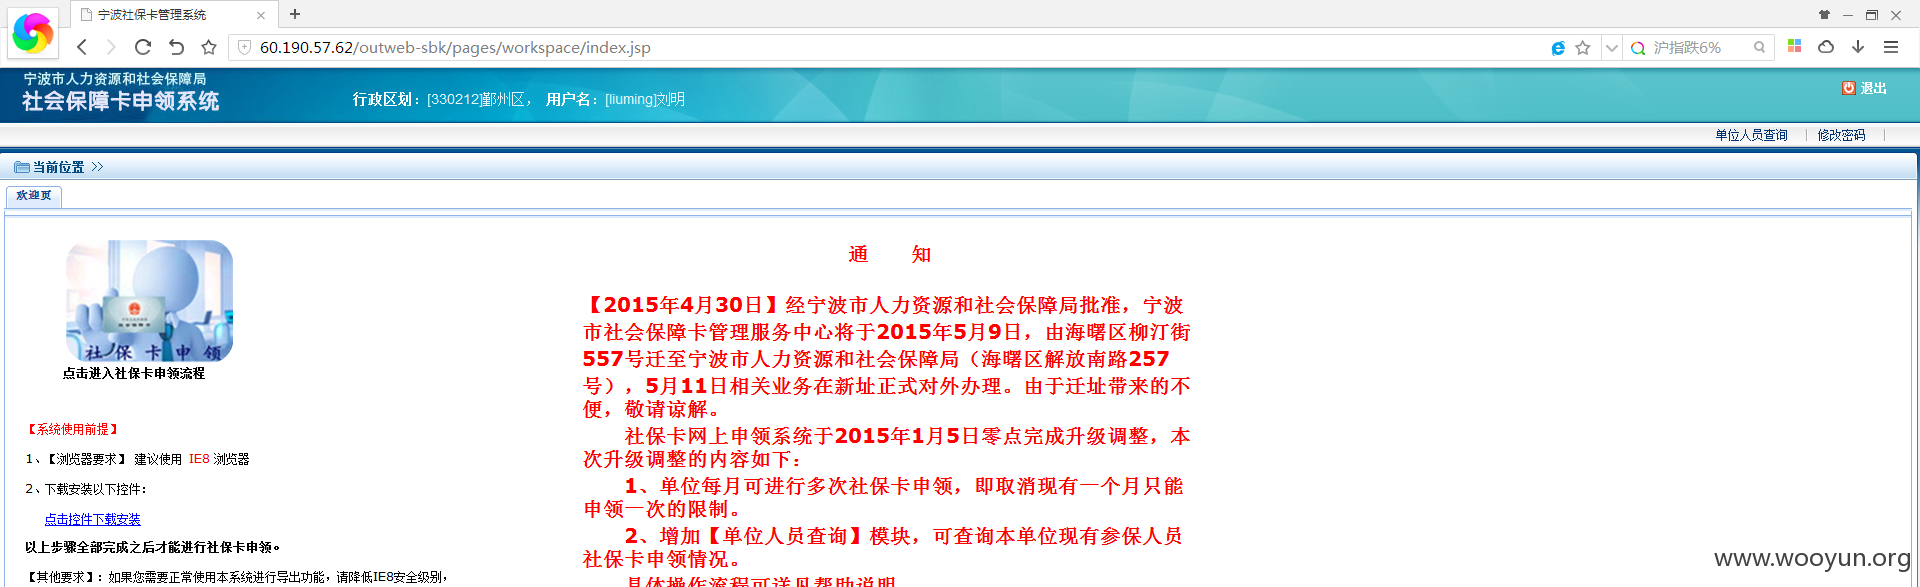 宁波社保卡管理系统
60.190.57.62/outweb-sbk/pages/workspace/index.jsp
沪指跌6%
宁波市人力资源和社会保障局
社会保障卡申领系统
行政区划：[330212]鄞州区， 用户名：[liuming]刘明
退出
单位人员查询 | 修改密码 |
当前位置 >>
欢迎页
社保卡申领
点击进入社保卡申领流程
【系统使用前提】
1、【浏览器要求】 建议使用 IE8 浏览器
2、下载安装以下控件：
点击控件下载安装
以上步骤全部完成之后才能进行社保卡申领。
【其他要求】：如果您需要正常使用本系统进行导出功能，请降低IE8安全级别，
通 知
【2015年4月30日】经宁波市人力资源和社会保障局批准，宁波
市社会保障卡管理服务中心将于2015年5月9日，由海曙区柳汀街
557号迁至宁波市人力资源和社会保障局（海曙区解放南路257
号），5月11日相关业务在新址正式对外办理。由于迁址带来的不
便，敬请谅解。
社保卡网上申领系统于2015年1月5日零点完成升级调整，本
次升级调整的内容如下：
1、单位每月可进行多次社保卡申领，即取消现有一个月只能
申领一次的限制。
2、增加【单位人员查询】模块，可查询本单位现有参保人员
社保卡申领情况。
具体操作流程可详见帮助说明
www.wooyun.org